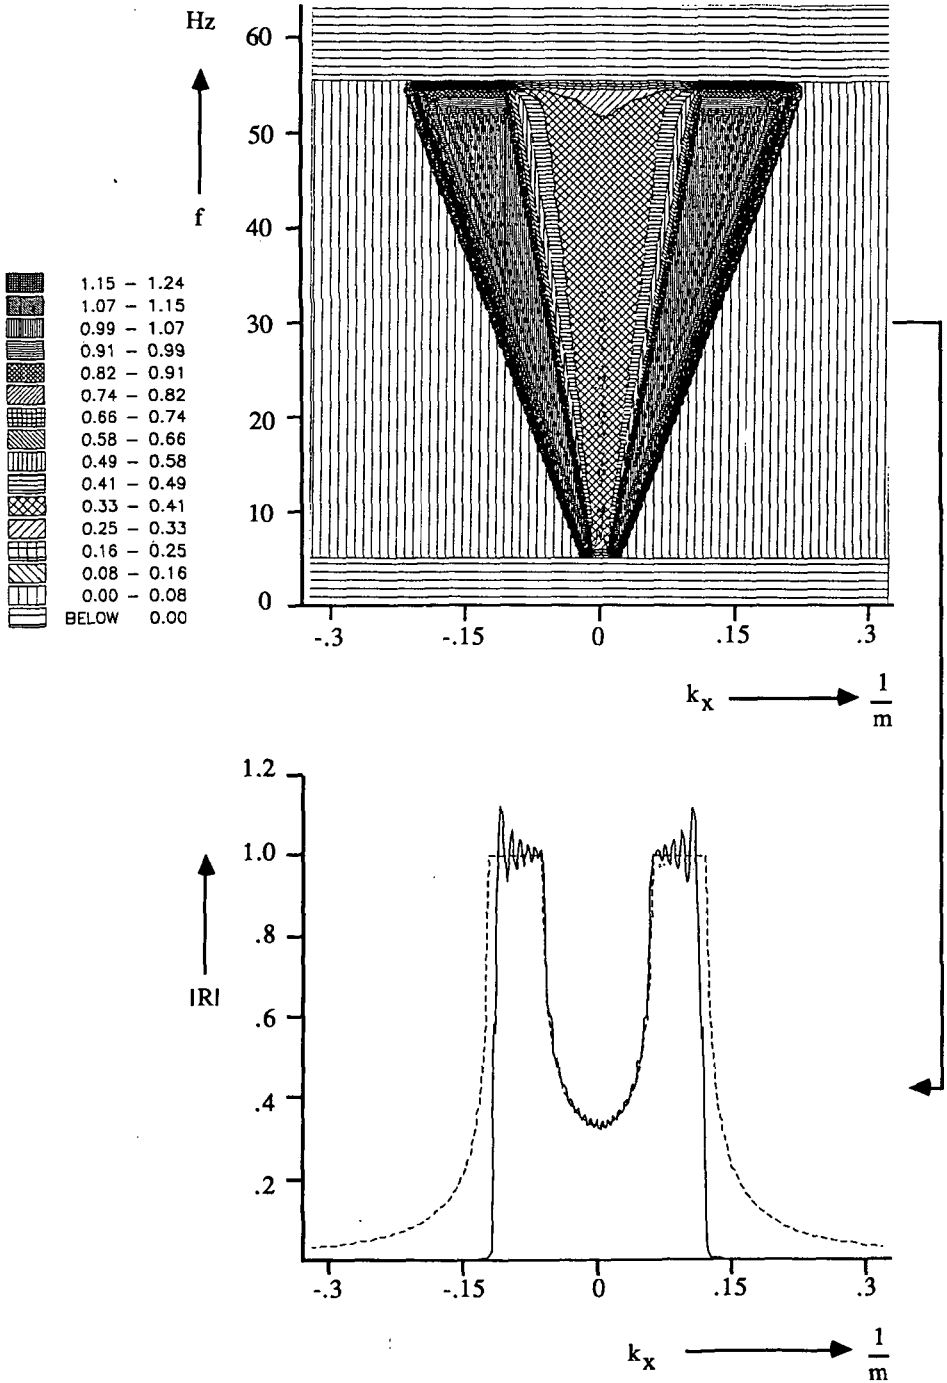 Hz
60
50
f
40
30
20
10
0
1.15 – 1.24
1.07 – 1.15
0.99 – 1.07
0.91 – 0.99
0.82 – 0.91
0.74 – 0.82
0.66 – 0.74
0.58 – 0.66
0.49 – 0.58
0.41 – 0.49
0.33 – 0.41
0.25 – 0.33
0.16 – 0.25
0.08 – 0.16
0.00 – 0.08
BELOW 0.00
-.3 -.15 0 .15 .3
kx 1/m
1.2
1.0
.8
|R|
.6
.4
.2
-.3 -.15 0 .15 .3
kx 1/m